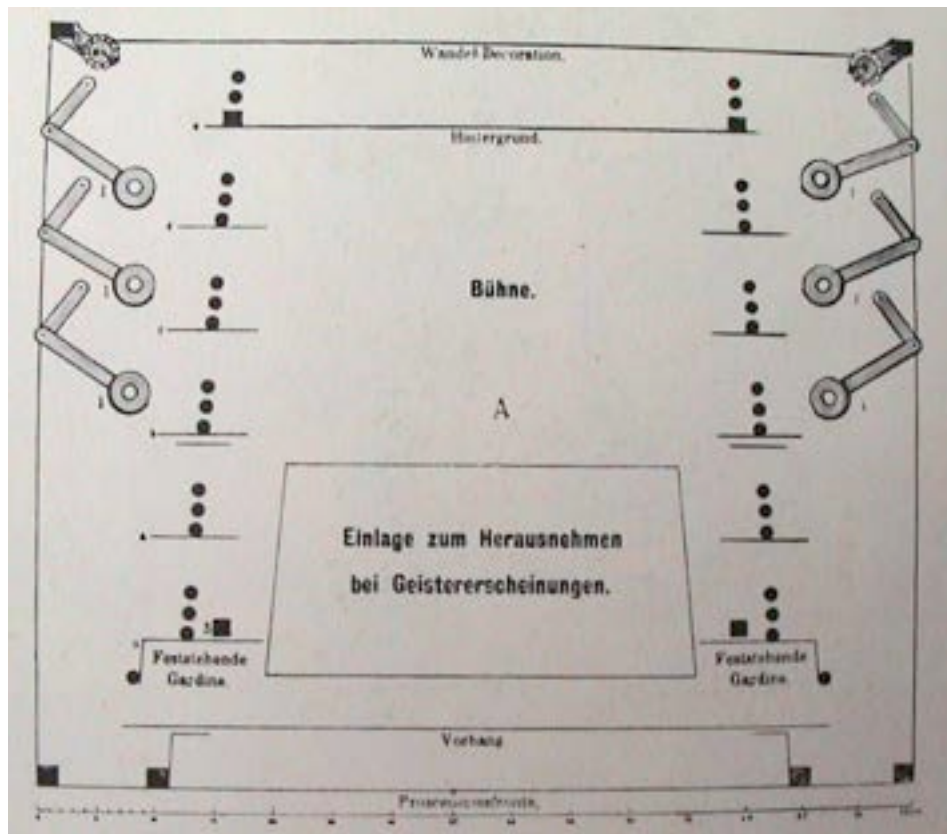 Wandel-Decoration.
Hintergrund.
Bühne.
A
Einlage zum Herausnehmen
bei Geistererscheinungen.
Feststehende
Gardine.
Feststehende
Gardine.
Vorhang